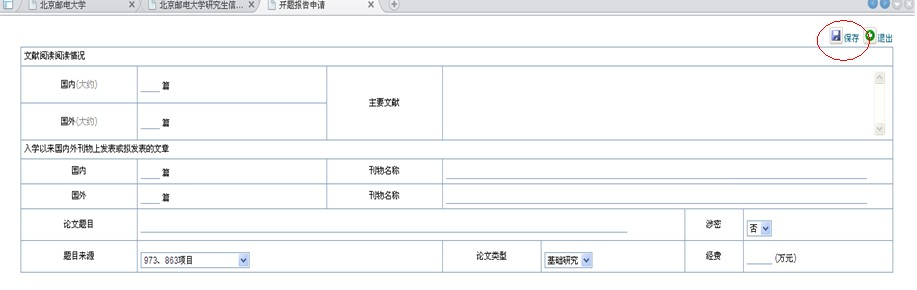 北京邮电大学 北京邮电大学研究生信... 开题报告申请
保存 退出
文献阅读阅读情况
国内(大约) 篇
主要文献
国外(大约) 篇
入学以来国内外刊物上发表或拟发表的文章
国内 篇 刊物名称
国外 篇 刊物名称
论文题目 涉密 否
题目来源 973、863项目 论文类型 基础研究 经费 (万元)